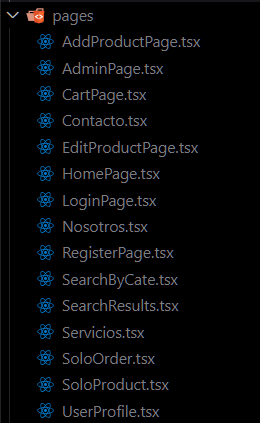 pages
AddProductPage.tsx
AdminPage.tsx
CartPage.tsx
Contacto.tsx
EditProductPage.tsx
HomePage.tsx
LoginPage.tsx
Nosotros.tsx
RegisterPage.tsx
SearchByCate.tsx
SearchResults.tsx
Servicios.tsx
SoloOrder.tsx
SoloProduct.tsx
UserProfile.tsx